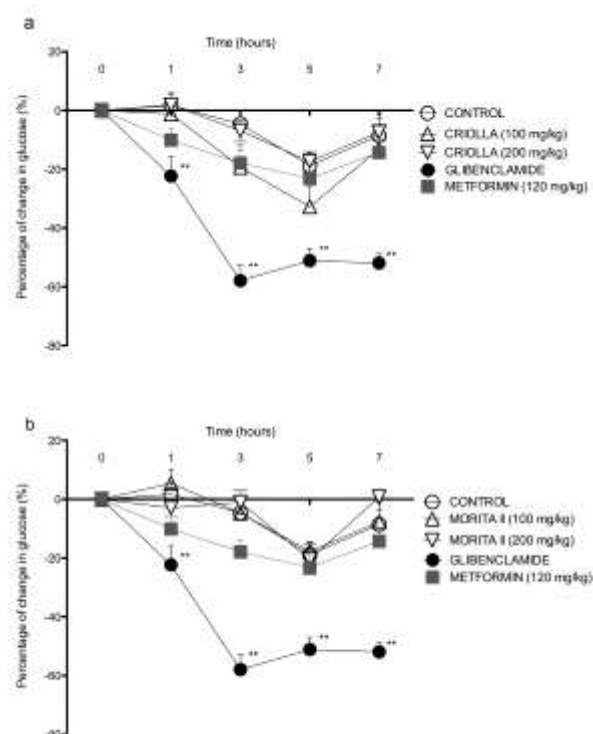 a
Time (hours)
20
0 1 3 5 7
0
-20
-40
-60
-80
Percentage of change in glucose (%)
**
**
**
**
CONTROL
CRIOLLA (100 mg/kg)
CRIOLLA (200 mg/kg)
GLIBENCLAMIDE
METFORMIN (120 mg/kg)
b
Time (hours)
20
0 1 3 5 7
0
-20
-40
-60
-80
Percentage of change in glucose (%)
**
**
**
**
CONTROL
MORITA II (100 mg/kg)
MORITA II (200 mg/kg)
GLIBENCLAMIDE
METFORMIN (120 mg/kg)